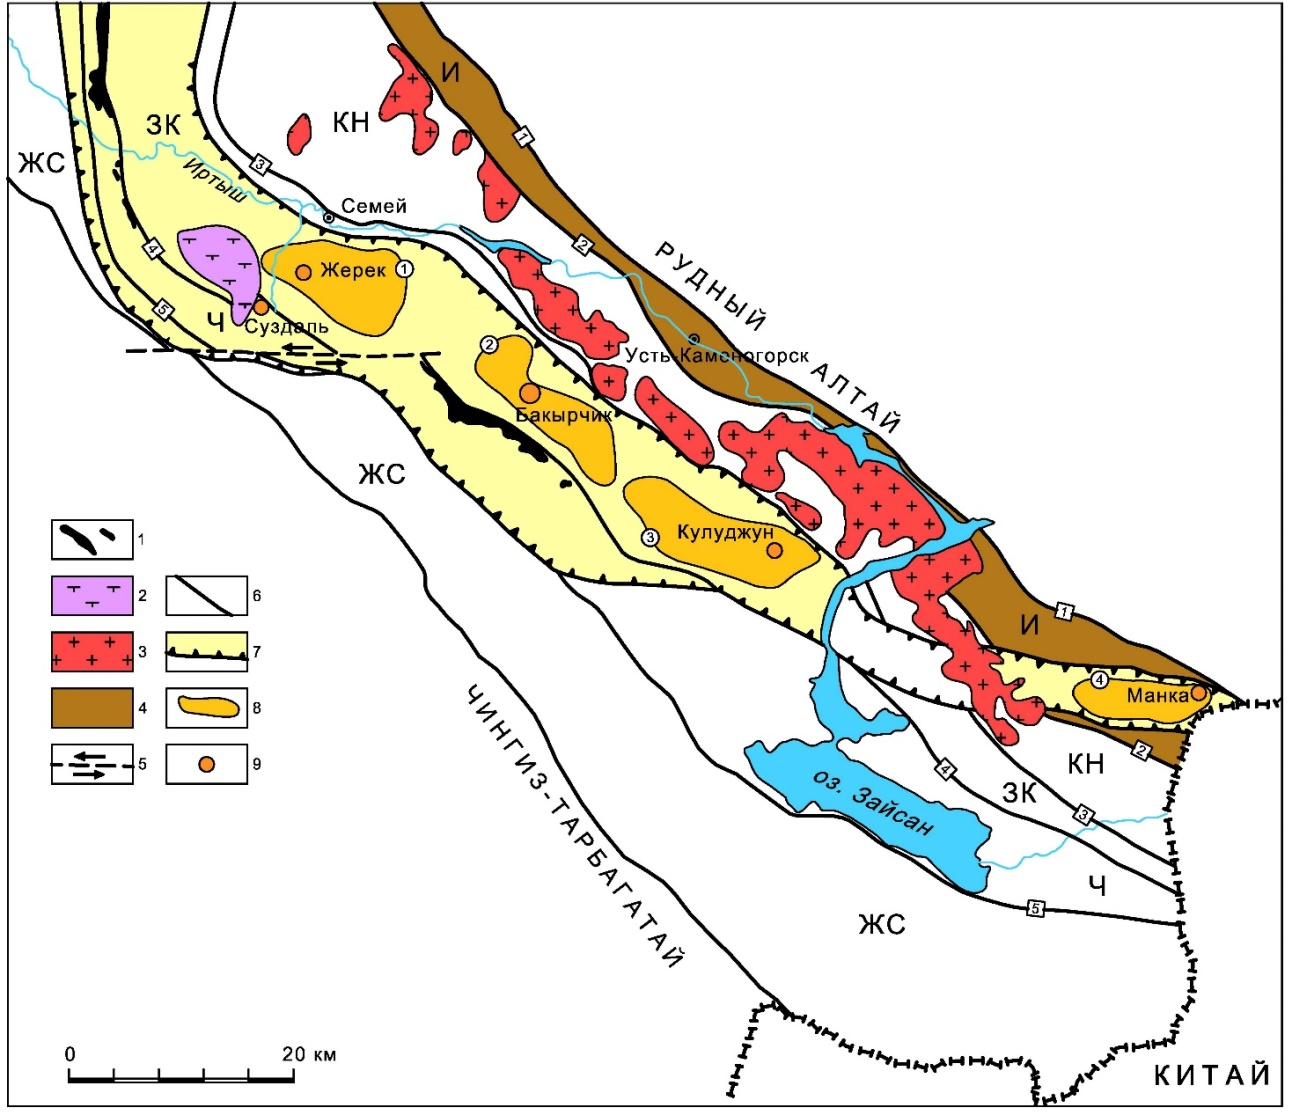 И
КН
1
ЗК
ЖС
3
Иртыш
Семей
4
2
РУДНЫЙ АЛТАЙ
Жерек
1
5
Ч
Суздаль
2
Усть-Каменогорск
Бакырчик
ЖС
Кулуджун
3
1
И
4
Манка
2
КН
4
ЗК
3
оз. Зайсан
Ч
5
ЖС
ЧИНГИЗ-ТАРБАГАТАЙ
1
2
6
3
7
4
8
5
9
0 20 км
КИТАЙ